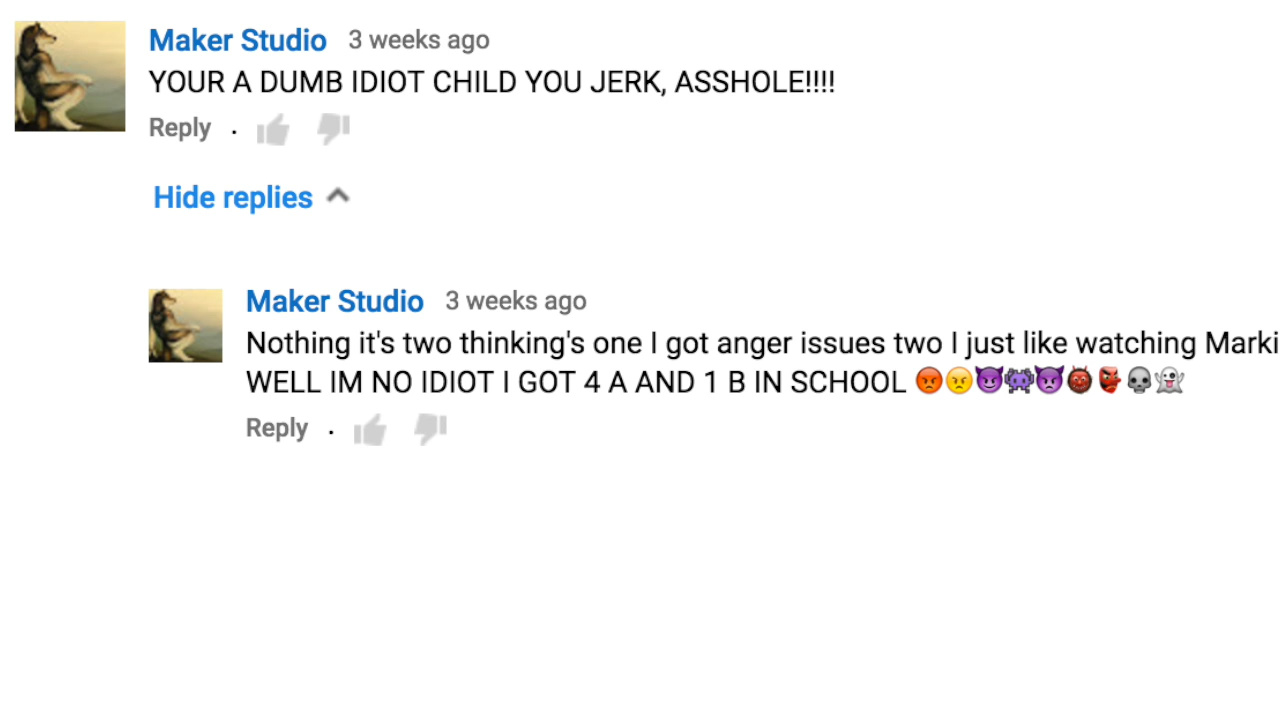 Maker Studio 3 weeks ago
YOUR A DUMB IDIOT CHILD YOU JERK, ASSHOLE!!!!
Reply .
Hide replies
Maker Studio 3 weeks ago
Nothing it's two thinking's one I got anger issues two I just like watching Marki
WELL IM NO IDIOT I GOT 4 A AND 1 B IN SCHOOL 😡😠😈👾😈👹👺💀👻
Reply .